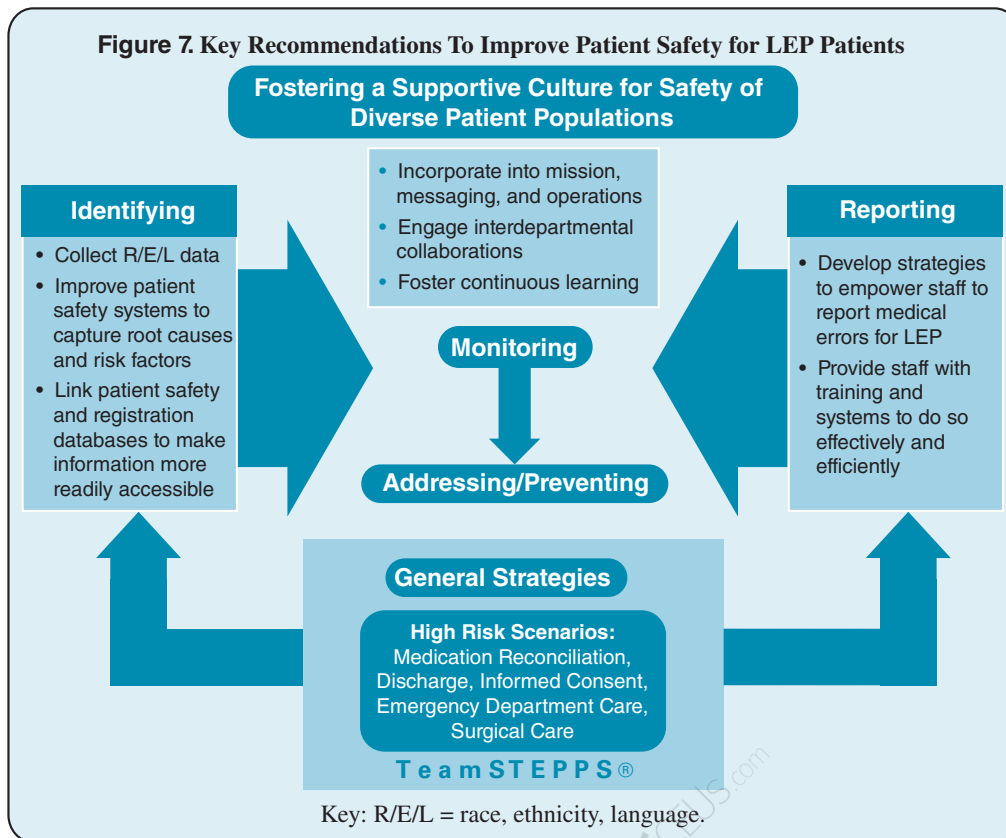 Figure 7. Key Recommendations To Improve Patient Safety for LEP Patients
Fostering a Supportive Culture for Safety of
Diverse Patient Populations
• Incorporate into mission,
messaging, and operations
• Engage interdepartmental
collaborations
• Foster continuous learning
Identifying
• Collect R/E/L data
• Improve patient
safety systems to
capture root causes
and risk factors
• Link patient safety
and registration
databases to make
information more
readily accessible
Reporting
• Develop strategies
to empower staff to
report medical
errors for LEP
• Provide staff with
training and
systems to do so
effectively and
efficiently
Monitoring
Addressing/Preventing
General Strategies
High Risk Scenarios:
Medication Reconciliation,
Discharge, Informed Consent,
Emergency Department Care,
Surgical Care
TeamSTEPPS®
Key: R/E/L = race, ethnicity, language.